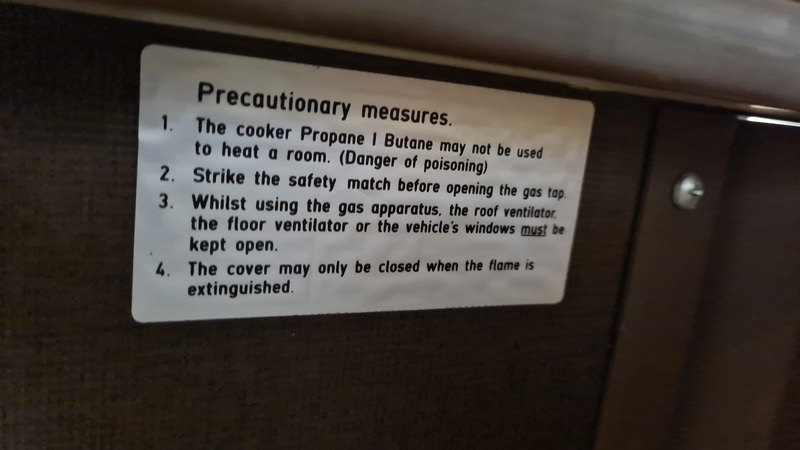 Precautionary measures.
1. The cooker Propane | Butane may not be used
to heat a room. (Danger of poisoning)
2. Strike the safety match before opening the gas tap.
3. Whilst using the gas apparatus, the roof ventilator,
the floor ventilator or the vehicle's windows must be
kept open.
4. The cover may only be closed when the flame is
extinguished.